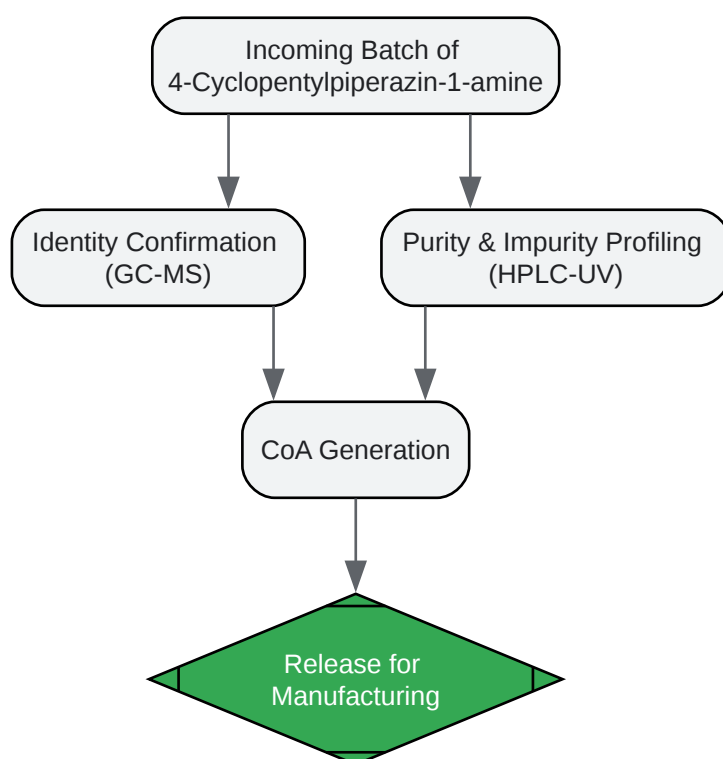 Incoming Batch of
4-Cyclopentylpiperazin-1-amine
Identity Confirmation
(GC-MS)
Purity & Impurity Profiling
(HPLC-UV)
CoA Generation
Release for
Manufacturing